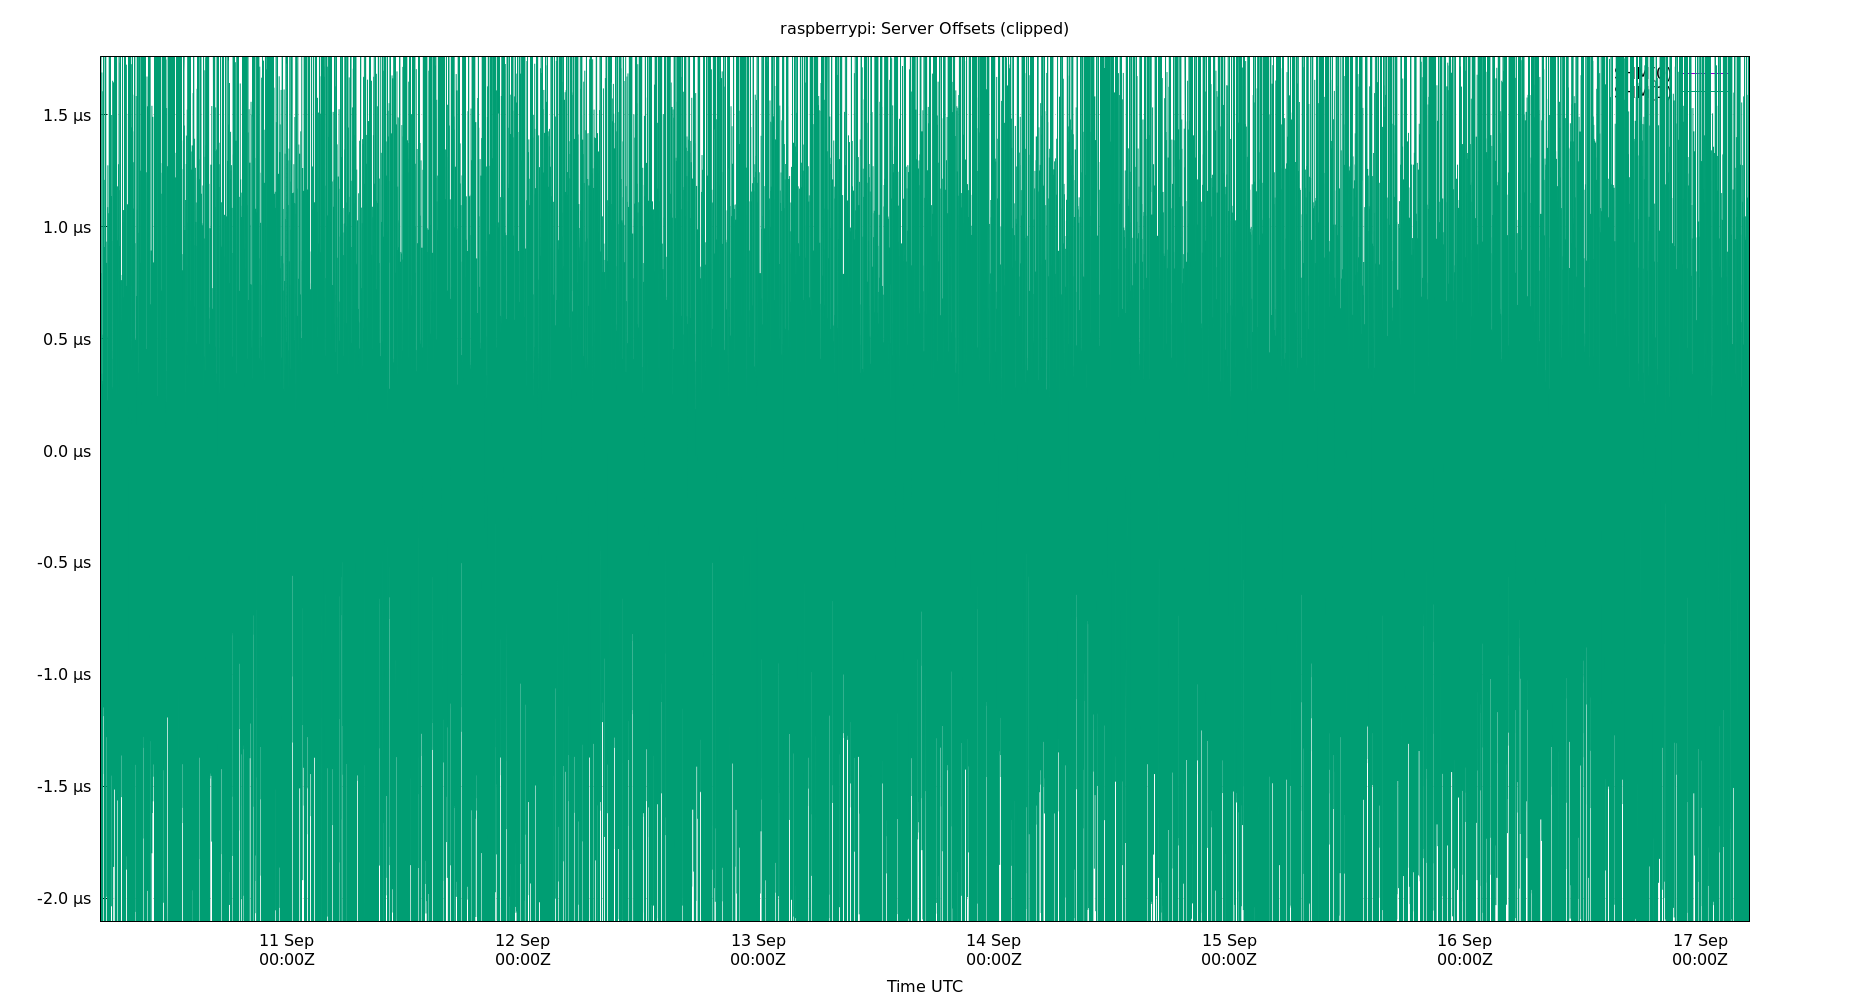 raspberrypi: Server Offsets (clipped)
1.5 µs
1.0 µs
0.5 µs
0.0 µs
-0.5 µs
-1.0 µs
-1.5 µs
-2.0 µs
11 Sep
00:00Z
12 Sep
00:00Z
13 Sep
00:00Z
14 Sep
00:00Z
15 Sep
00:00Z
16 Sep
00:00Z
17 Sep
00:00Z
Time UTC